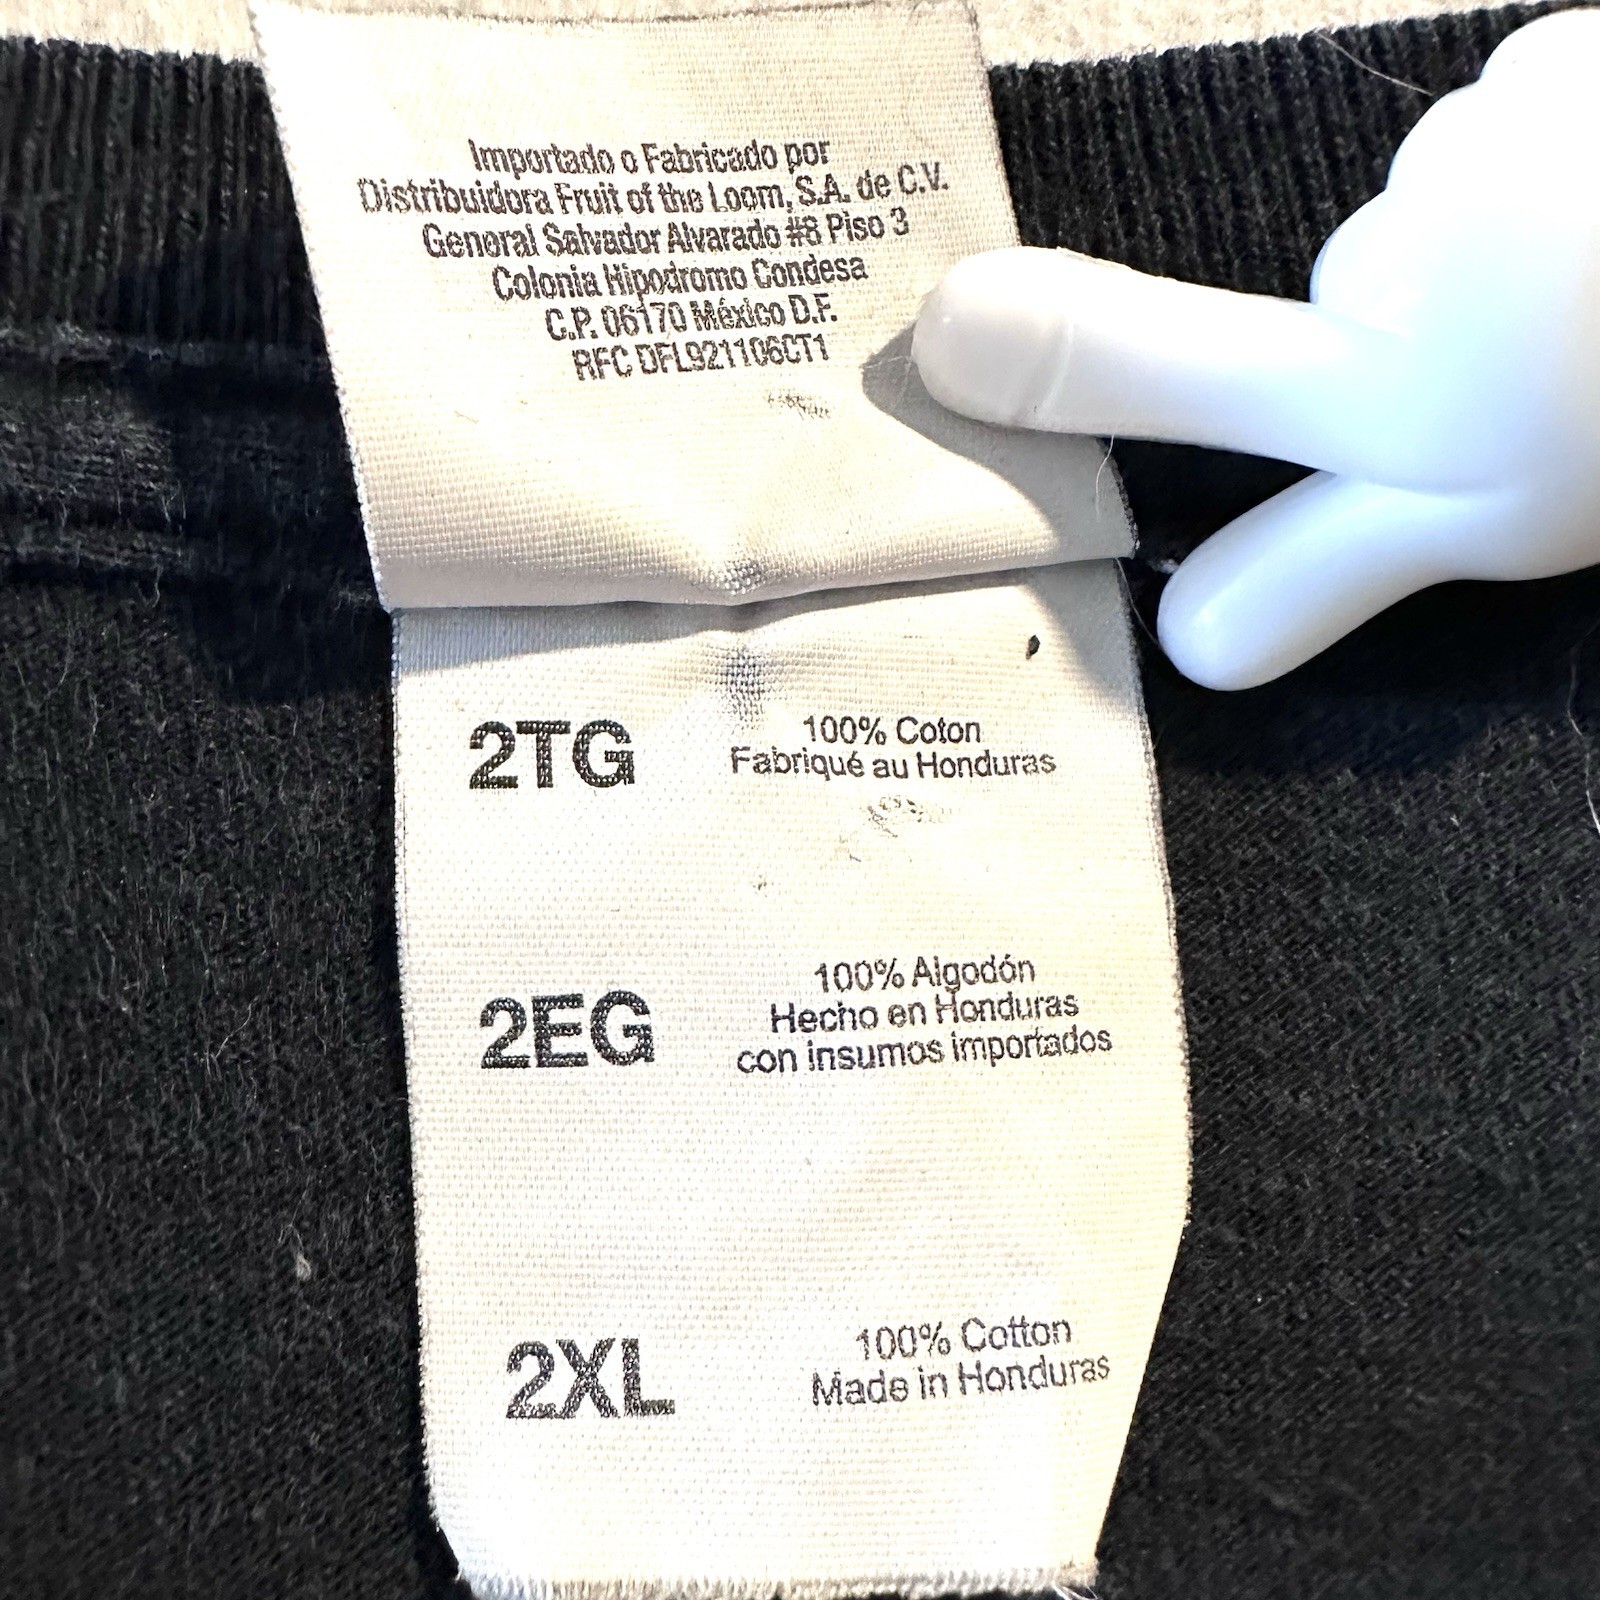 Importado o Fabricado por
Distribuidora Fruit of the Loom, S.A. de C.V.
General Salvador Alvarado #8 Piso 3
Colonia Hipodromo Condesa
C.P. 06170 México D.F.
RFC DFL921106CT1
2TG
100% Coton
Fabriqué au Honduras
2EG
100% Algodón
Hecho en Honduras
con insumos importados
2XL
100% Cotton
Made in Honduras